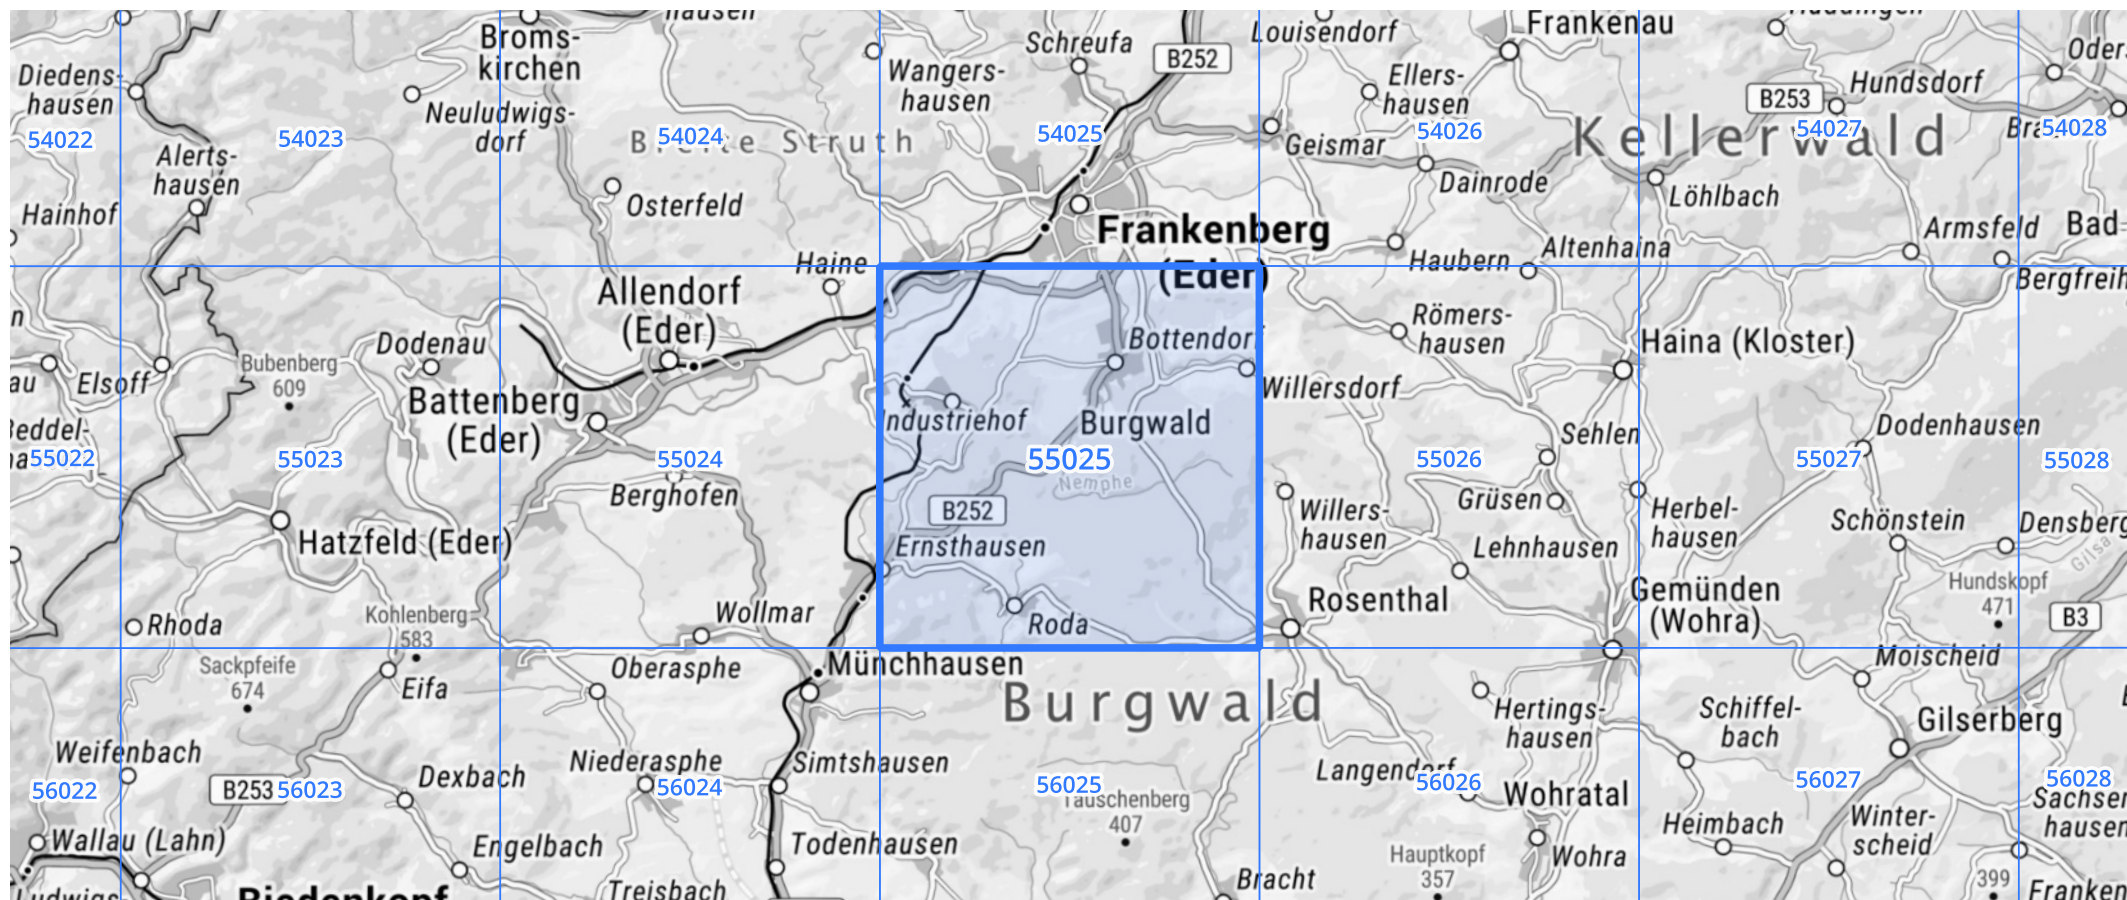 hausen
Broms-
kirchen
Schreufa
B252
Louisendorf
Frankenau
Diedens-
hausen
Neuludwigs-
dorf
Wangers-
hausen
Ellers-
hausen
B253
Hundsdorf
54022
54023
54024
54025
54026
54027
54028
Breite Struth
Kellerwald
Alerts-
hausen
Geismar
Dainrode
Löhlbach
Hainhof
Osterfeld
Frankenberg
(Eder)
Haubern
Altenhaina
Armsfeld
Bad
Haine
Allendorf
(Eder)
Römers-
hausen
Haina (Kloster)
Dodenau
Bubenberg
609
Elsoff
Bottendorf
Battenberg
(Eder)
Industriehof
Burgwald
Willersdorf
Sehlen
Dodenhausen
55022
55023
55024
55025
55026
55027
55028
Berghofen
Nemphe
B252
Willers-
hausen
Grüsen
Herbel-
hausen
Schönstein
Densberg
Gilsa
Hatzfeld (Eder)
Ernsthausen
Lehnhausen
Hundskopf
471
B3
Rosenthal
Gemünden
(Wohra)
Rhoda
Kohlenberg
583
Wollmar
Roda
Sackpfeife
674
Eifa
Oberasphe
Münchhausen
Burgwald
Moischeid
Hertings-
hausen
Schiffel-
bach
Gilserberg
Weifenbach
B253
Dexbach
Niederasphe
Simtshausen
Langendorf
Wohratal
56022
56023
56024
56025
56026
56027
56028
Tauschenberg
407
Wallau (Lahn)
Engelbach
Todenhausen
Hauptkopf
357
Wohra
Heimbach
Winter-
scheid
hausen
Treisbach
Bracht
399
Biedenkopf